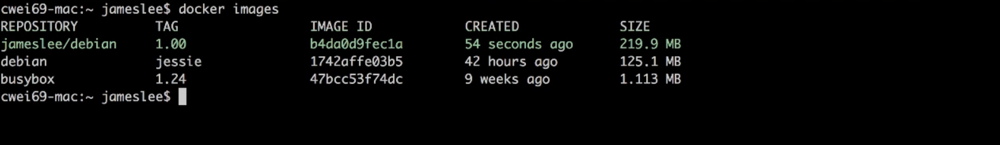 cwei69-mac:~ jameslee$ docker images
REPOSITORY TAG IMAGE ID CREATED SIZE
jameslee/debian 1.00 b4da0d9fec1a 54 seconds ago 219.9 MB
debian jessie 1742affe03b5 42 hours ago 125.1 MB
busybox 1.24 47bcc53f74dc 9 weeks ago 1.113 MB
cwei69-mac:~ jameslee$